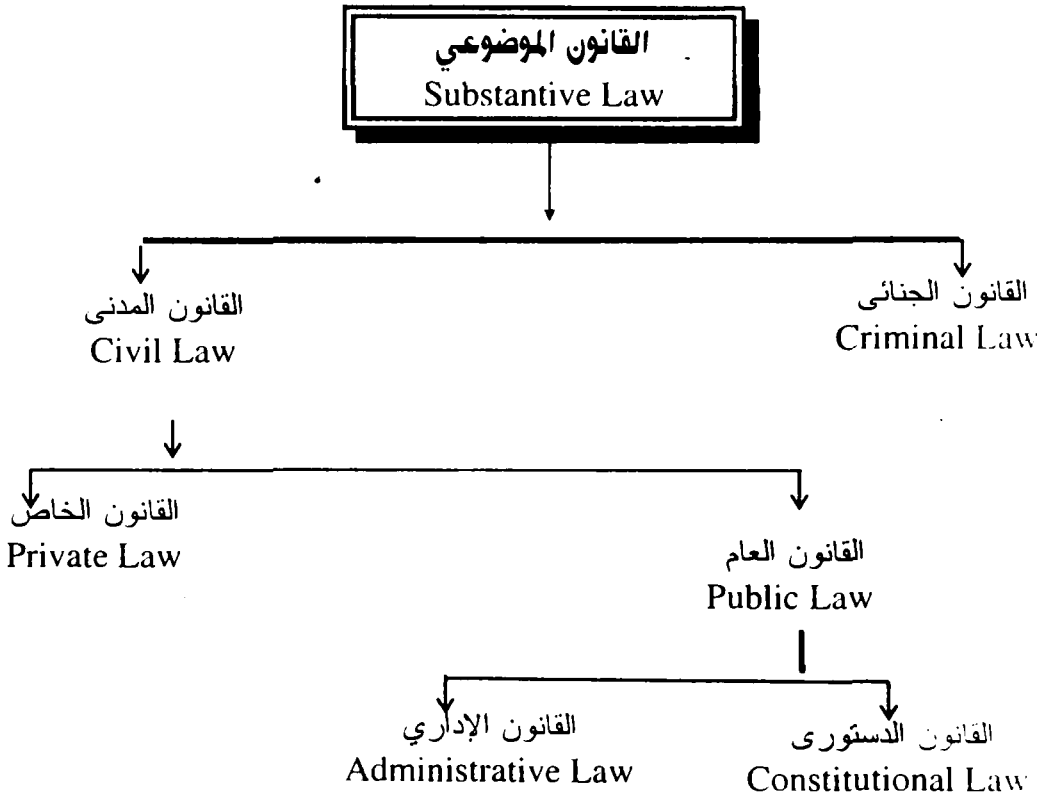 القانون الموضوعي
Substantive Law
القانون الجنائى
Criminal Law
القانون المدنى
Civil Law
القانون الخاص
Private Law
القانون العام
Public Law
القانون الإداري
Administrative Law
القانون الدستورى
Constitutional Law